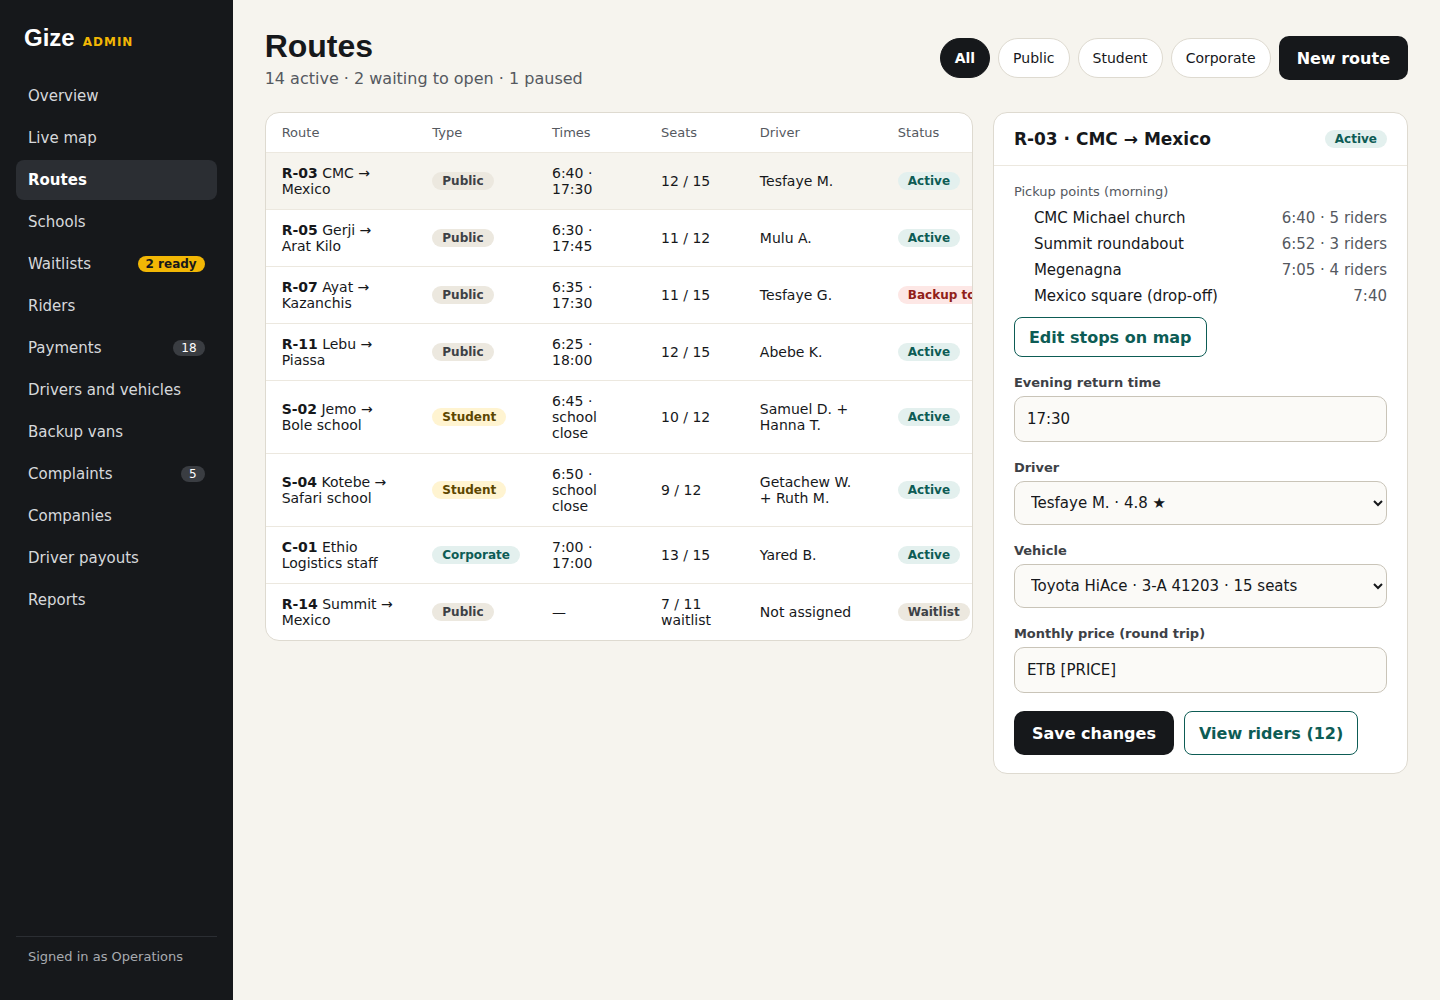 Gize ADMIN
Overview
Live map
Routes
Schools
Waitlists 2 ready
Riders
Payments 18
Drivers and vehicles
Backup vans
Complaints 5
Companies
Driver payouts
Reports
Signed in as Operations
Routes
14 active · 2 waiting to open · 1 paused
All Public Student Corporate New route
Route Type Times Seats Driver Status
R-03 CMC →
Mexico
Public
6:40 ·
17:30
12 / 15
Tesfaye M.
Active
R-05 Gerji →
Arat Kilo
Public
6:30 ·
17:45
11 / 12
Mulu A.
Active
R-07 Ayat →
Kazanchis
Public
6:35 ·
17:30
11 / 15
Tesfaye G.
Backup
R-11 Lebu →
Piassa
Public
6:25 ·
18:00
12 / 15
Abebe K.
Active
S-02 Jemo →
Bole school
Student
6:45 ·
school
close
10 / 12
Samuel D. +
Hanna T.
Active
S-04 Kotebe →
Safari school
Student
6:50 ·
school
close
9 / 12
Getachew W.
+ Ruth M.
Active
C-01 Ethio
Logistics staff
Corporate
7:00 ·
17:00
13 / 15
Yared B.
Active
R-14 Summit →
Mexico
Public
—
7 / 11
waitlist
Not assigned
Waitlist
R-03 · CMC → Mexico Active
Pickup points (morning)
CMC Michael church 6:40 · 5 riders
Summit roundabout 6:52 · 3 riders
Megenagna 7:05 · 4 riders
Mexico square (drop-off) 7:40
Edit stops on map
Evening return time
17:30
Driver
Tesfaye M. · 4.8 ★
Vehicle
Toyota HiAce · 3-A 41203 · 15 seats
Monthly price (round trip)
ETB [PRICE]
Save changes View riders (12)